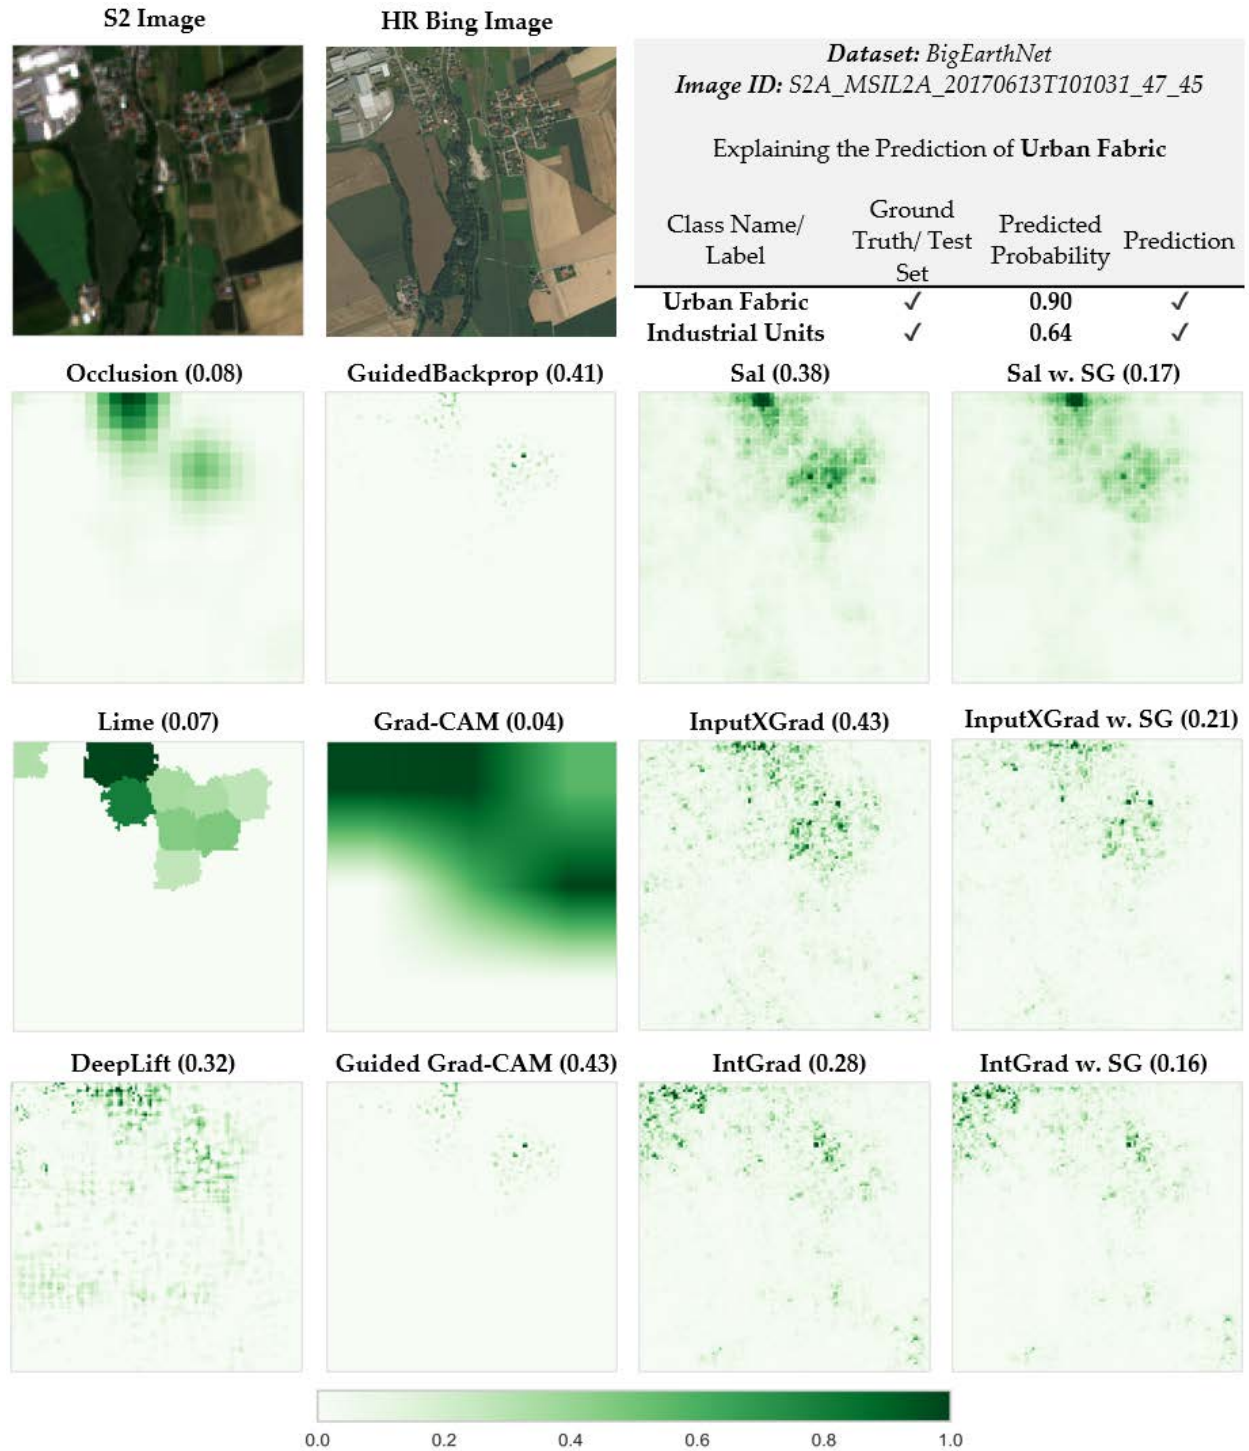 S2 Image
HR Bing Image
Dataset: BigEarthNet
Image ID: S2A_MSIL2A_20170613T101031_47_45
Explaining the Prediction of Urban Fabric
Class Name/ Label
Ground Truth/ Test Set
Predicted Probability
Prediction
Urban Fabric ✓ 0.90 ✓
Industrial Units ✓ 0.64 ✓
Occlusion (0.08)
GuidedBackprop (0.41)
Sal (0.38)
Sal w. SG (0.17)
Lime (0.07)
Grad-CAM (0.04)
InputXGrad (0.43)
InputXGrad w. SG (0.21)
DeepLift (0.32)
Guided Grad-CAM (0.43)
IntGrad (0.28)
IntGrad w. SG (0.16)
0.0 0.2 0.4 0.6 0.8 1.0